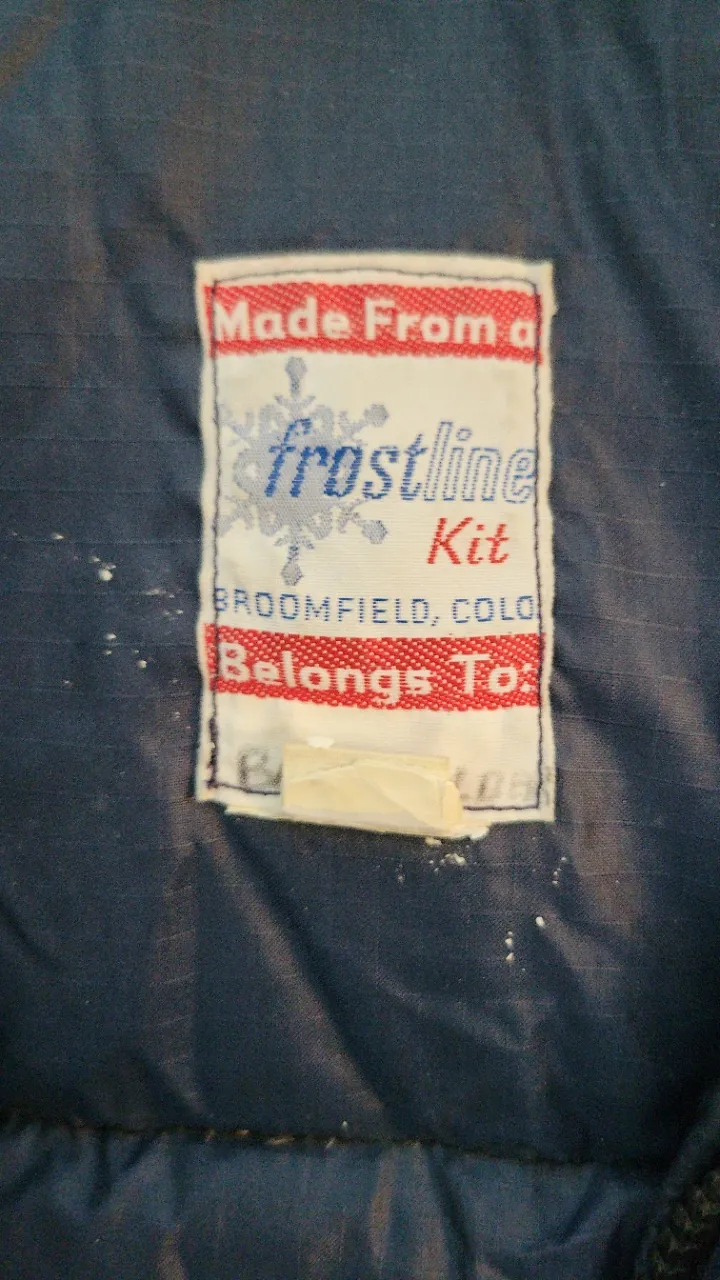 Made From a
frostline
Kit
BROOMFIELD, COLO
Belongs To: